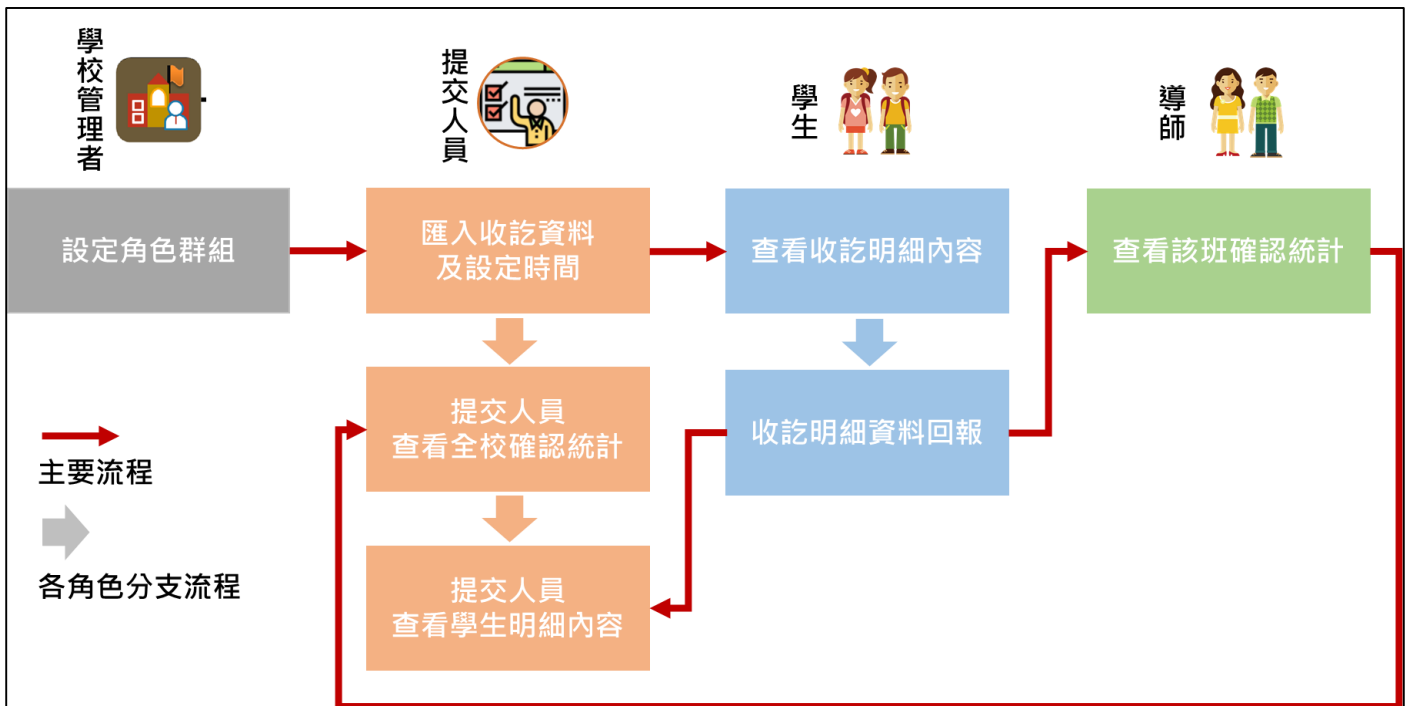 學校管理者
提交人員
學生
導師
設定角色群組
匯入收訖資料
及設定時間
查看收訖明細內容
查看該班確認統計
提交人員
查看全校確認統計
收訖明細資料回報
主要流程
提交人員
查看學生明細內容
各角色分支流程